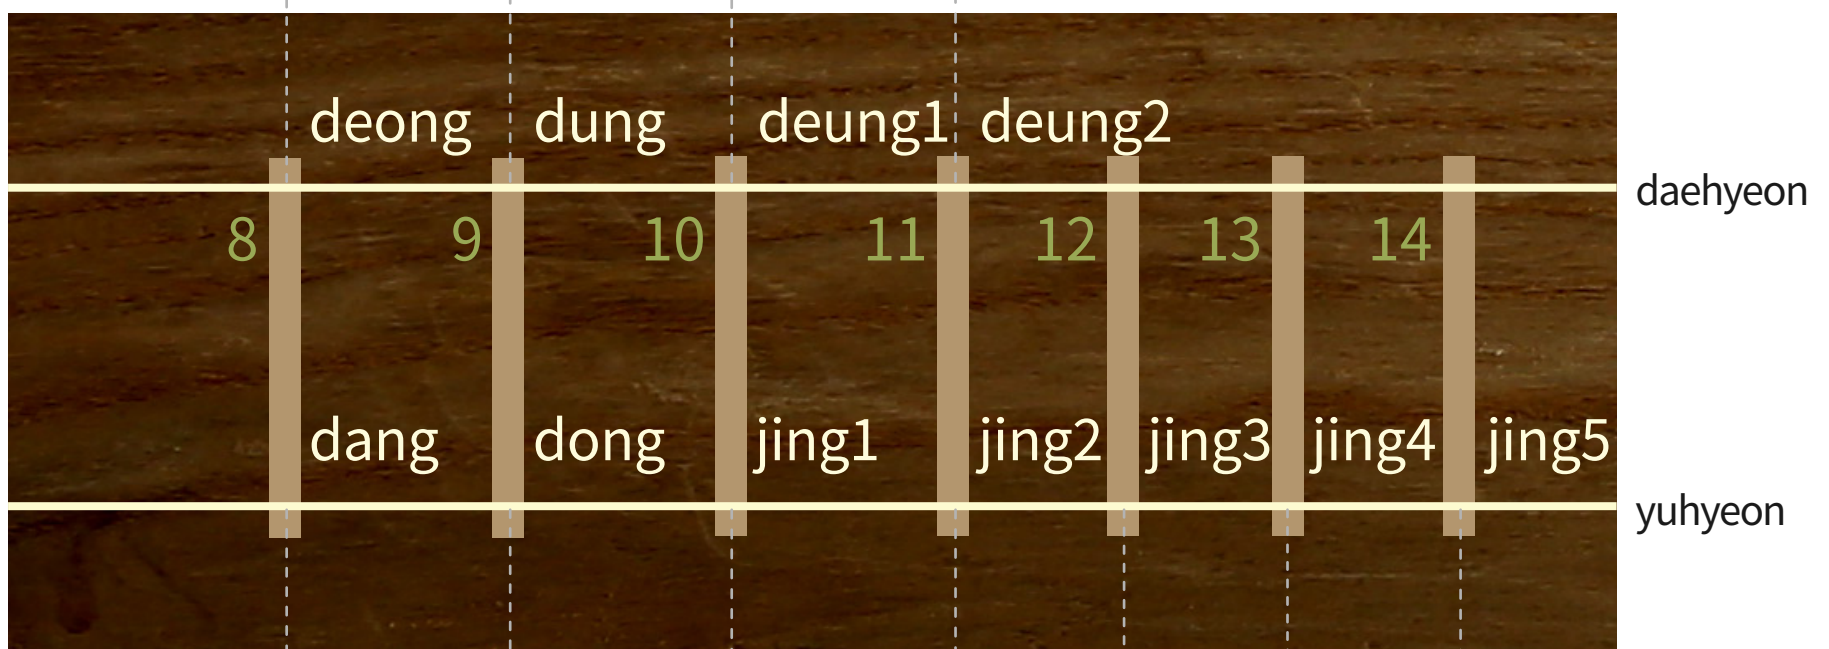 deong dung deung1 deung2
daehyeon
8 9 10 11 12 13 14
dang dong jing1 jing2 jing3 jing4 jing5
yuhyeon